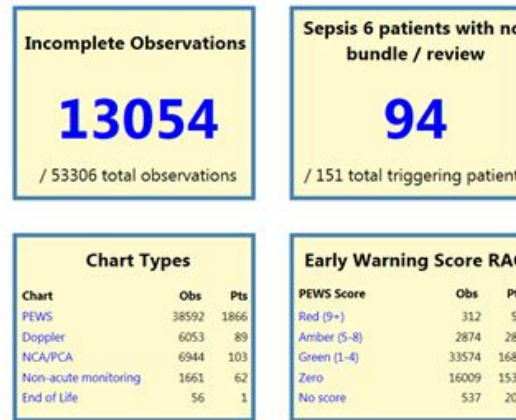 Incomplete Observations
13054
/ 53306 total observations
Sepsis 6 patients with
bundle / review
94
/ 151 total triggering
Chart Types
Chart Obs Pts
PEWS 38592 1866
Doppler 6053 89
NCA/PCA 6944 103
Non-acute monitoring 1661 62
End of Life 56 1
Early Warning Score
PEWS Score Obs
Red (9+) 312
Amber (5-8) 2874
Green (1-4) 33574
Zero 16009
No score 537